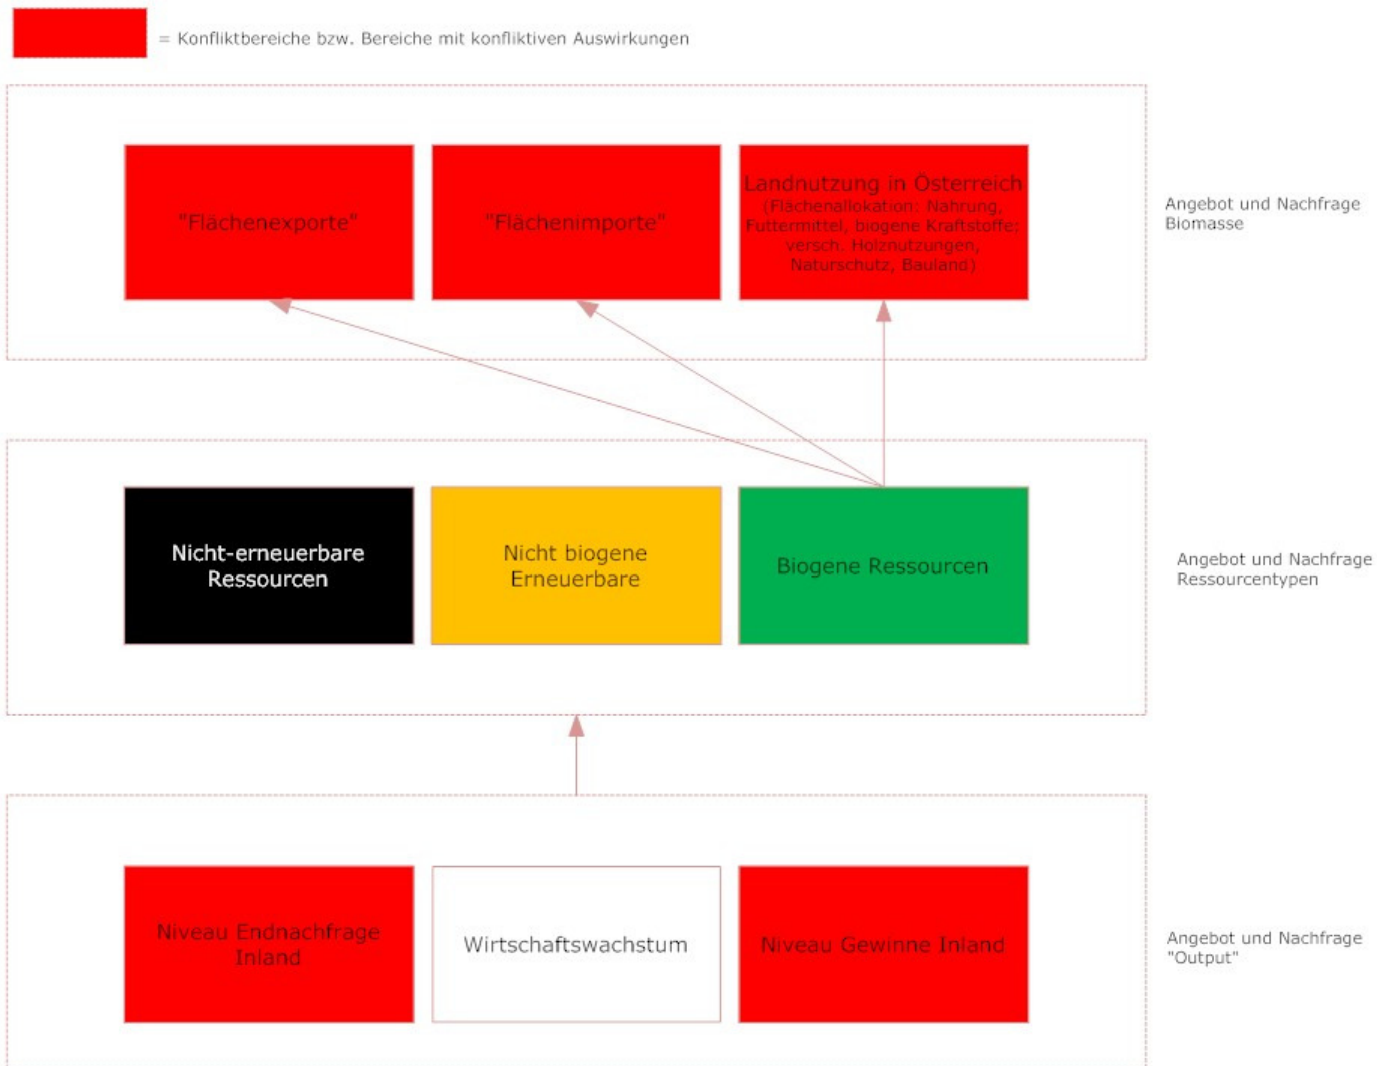 = Konfliktbereiche bzw. Bereiche mit konfliktiven Auswirkungen
"Flächenexporte"
"Flächenimporte"
Landnutzung in Österreich
(Flächenallokation: Nahrung,
Futtermittel, biogene Kraftstoffe;
versch. Holznutzungen,
Naturschutz, Bauland)
Angebot und Nachfrage
Biomasse
Nicht-erneuerbare
Ressourcen
Nicht biogene
Erneuerbare
Biogene Ressourcen
Angebot und Nachfrage
Ressourcentypen
Niveau Endnachfrage
Inland
Wirtschaftswachstum
Niveau Gewinne Inland
Angebot und Nachfrage
"Output"